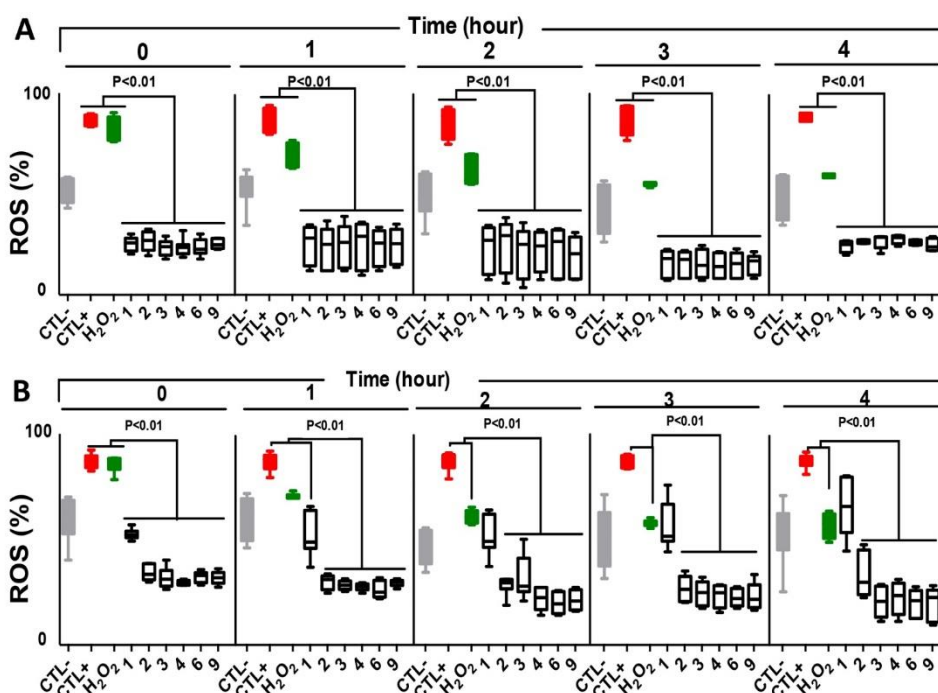 A
Time (hour)
0 1 2 3 4
P<0.01 P<0.01 P<0.01 P<0.01 P<0.01
100
ROS (%)
0
CTL- CTL+ H₂O₂ 1 2 3 4 6 9 CTL- CTL+ H₂O₂ 1 2 3 4 6 9 CTL- CTL+ H₂O₂ 1 2 3 4 6 9 CTL- CTL+ H₂O₂ 1 2 3 4 6 9 CTL- CTL+ H₂O₂ 1 2 3 4 6 9
B
Time (hour)
0 1 2 3 4
P<0.01 P<0.01 P<0.01 P<0.01 P<0.01
100
ROS (%)
0
CTL- CTL+ H₂O₂ 1 2 3 4 6 9 CTL- CTL+ H₂O₂ 1 2 3 4 6 9 CTL- CTL+ H₂O₂ 1 2 3 4 6 9 CTL- CTL+ H₂O₂ 1 2 3 4 6 9 CTL- CTL+ H₂O₂ 1 2 3 4 6 9